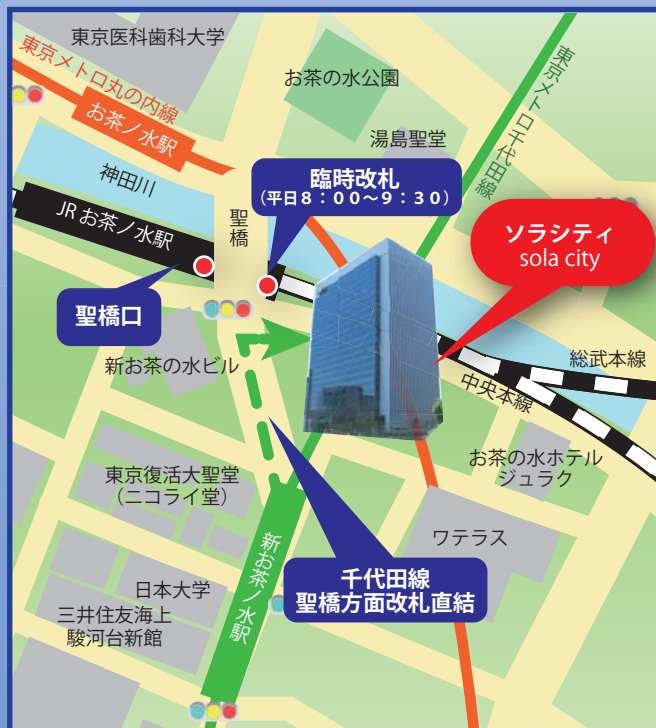 東京医科歯科大学
東京メトロ丸の内線
お茶ノ水駅
お茶の水公園
湯島聖堂
東京メトロ千代田線
神田川
臨時改札
(平日8:00〜9:30)
JR お茶ノ水駅
聖橋
ソラシティ
sola city
聖橋口
新お茶の水ビル
総武本線
中央本線
お茶の水ホテル
ジュラク
東京復活大聖堂
(ニコライ堂)
ワテラス
新お茶ノ水駅
千代田線
聖橋方面改札直結
日本大学
三井住友海上
駿河台新館